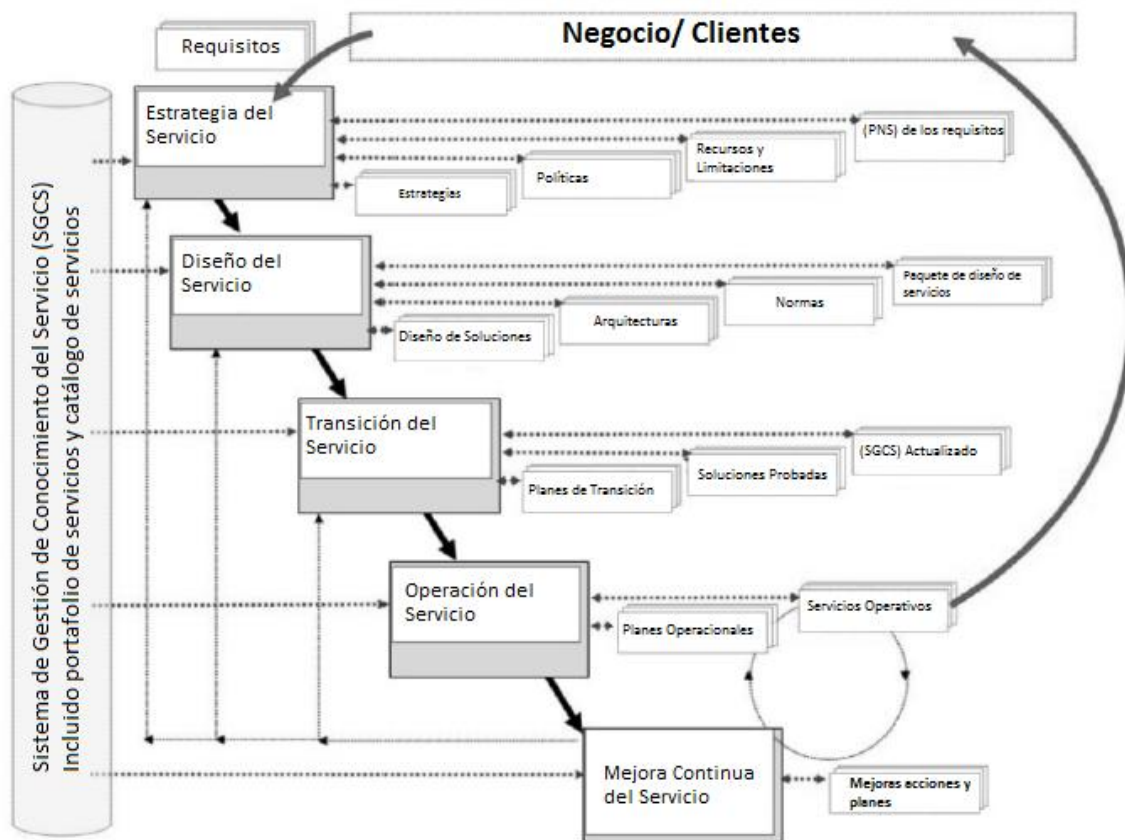 Negocio/ Clientes
Requisitos
Sistema de Gestión de Conocimiento del Servicio (SGCS)
Incluido portafolio de servicios y catálogo de servicios
Estrategia del
Servicio
(PNS) de los requisitos
Recursos y
Limitaciones
Políticas
Estrategias
Diseño del
Servicio
Paquete de diseño de
servicios
Normas
Arquitecturas
Diseño de Soluciones
Transición del
Servicio
(SGCS) Actualizado
Soluciones Probadas
Planes de Transición
Operación del
Servicio
Servicios Operativos
Planes Operacionales
Mejora Continua
del Servicio
Mejoras acciones y
planes